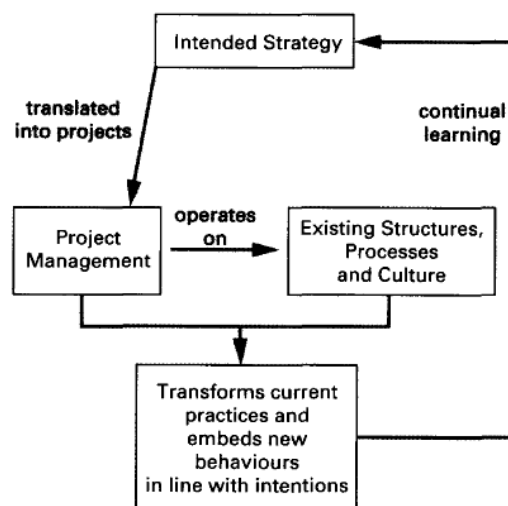 Intended Strategy
translated
into projects
continual
learning
Project
Management
operates
on
Existing Structures,
Processes
and Culture
Transforms current
practices and
embeds new
behaviours
in line with intentions